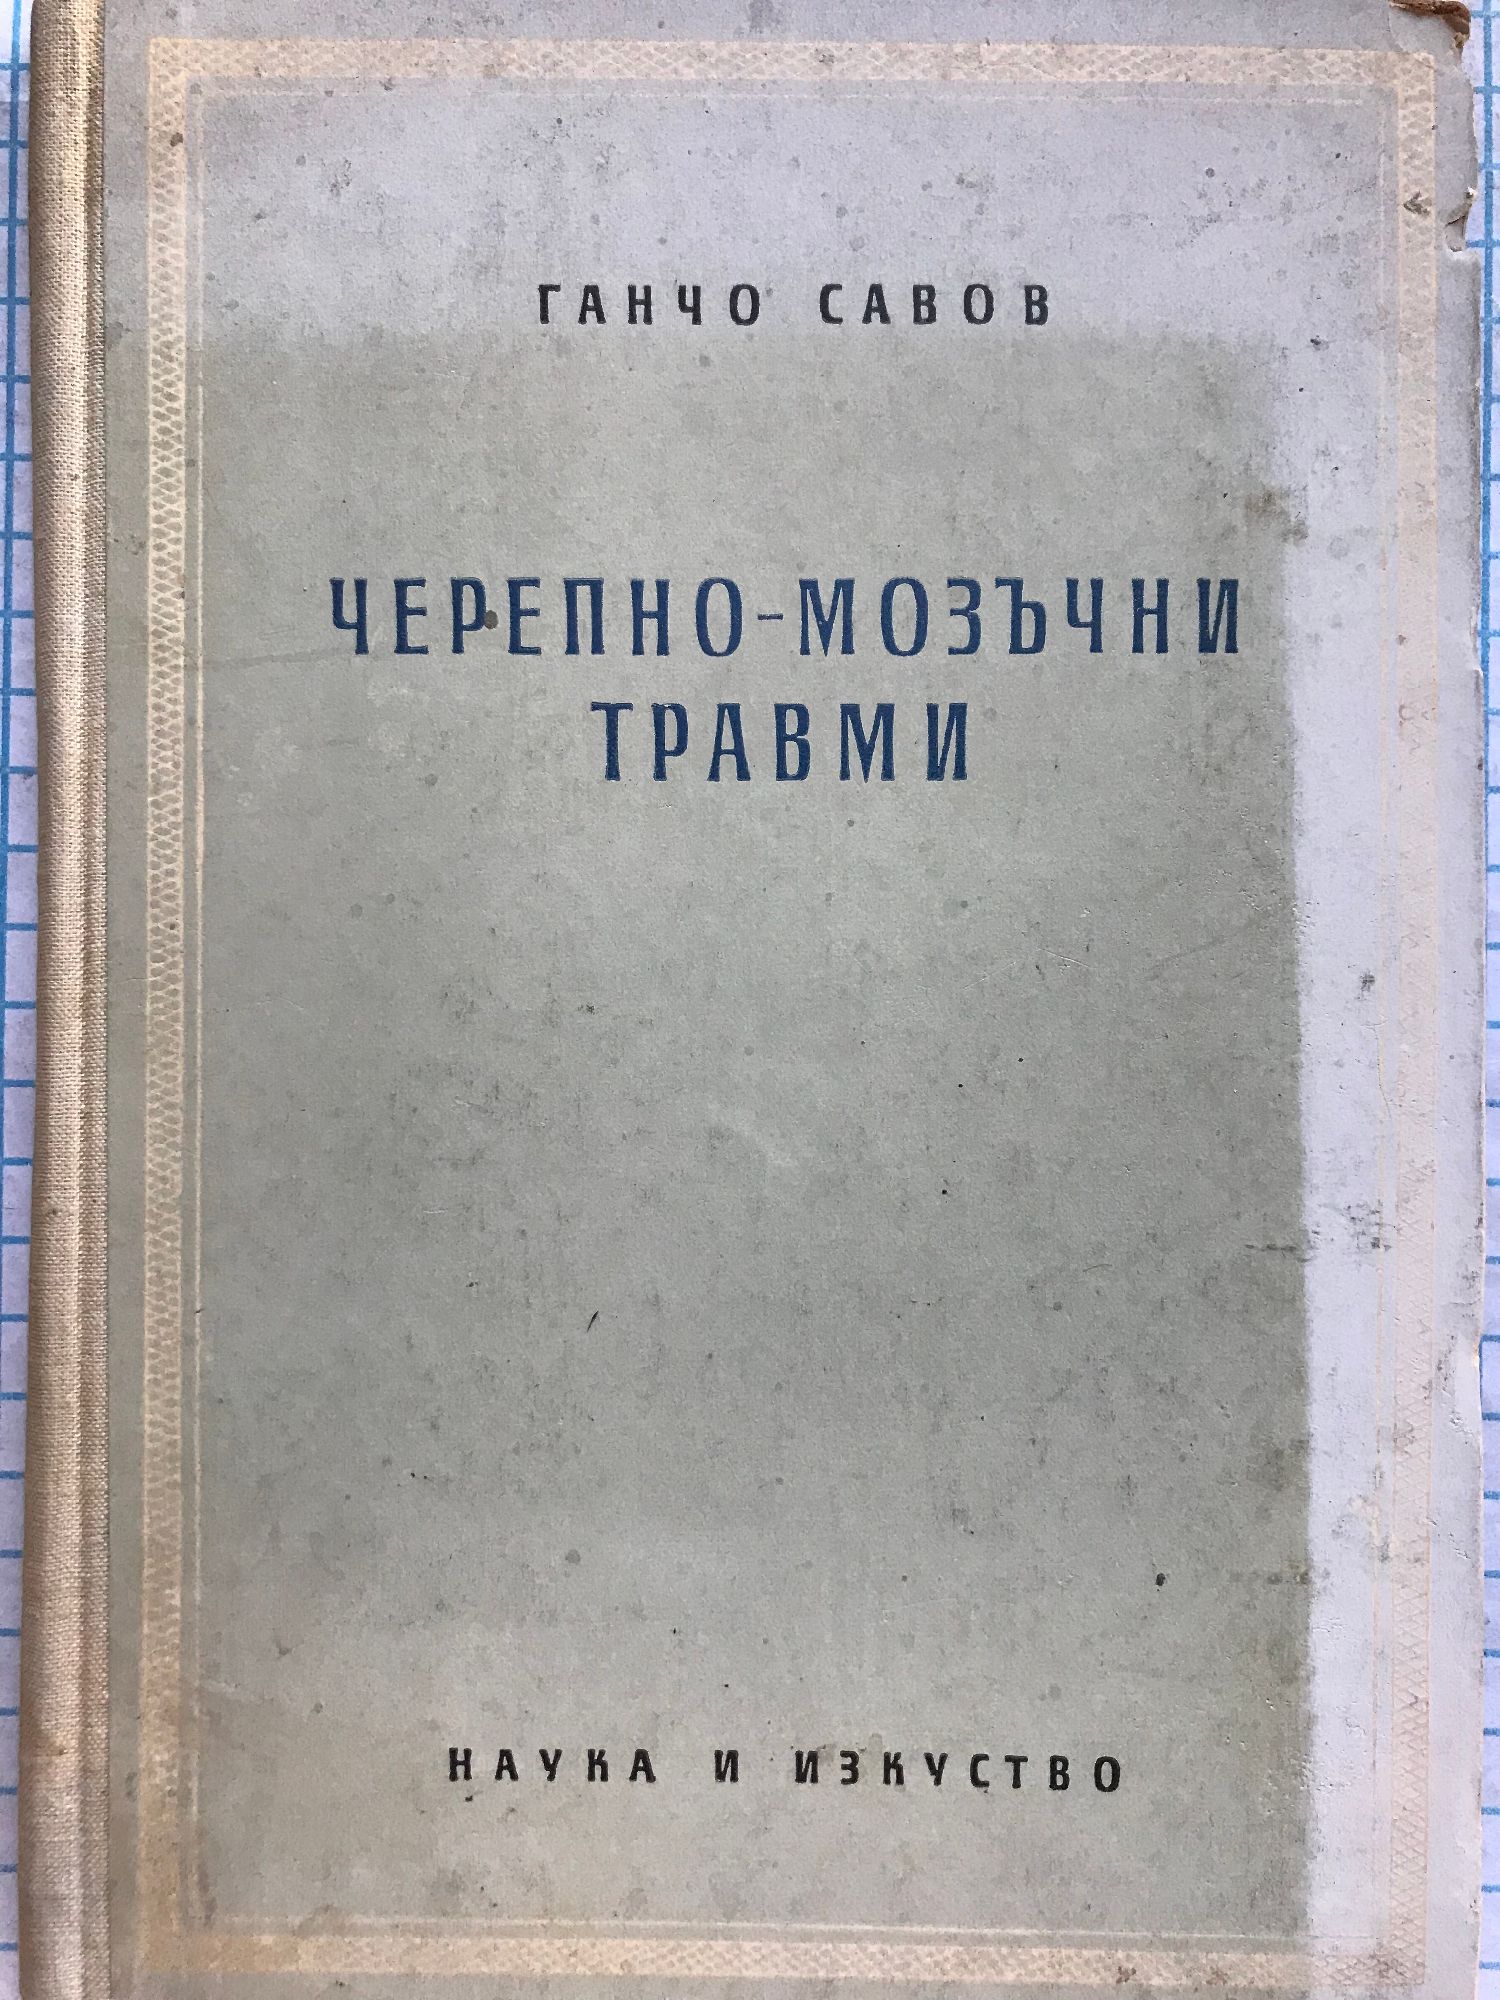 ГАНЧО САВОВ
ЧЕРЕПНО-МОЗЪЧНИ
ТРАВМИ
НАУКА И ИЗКУСТВО